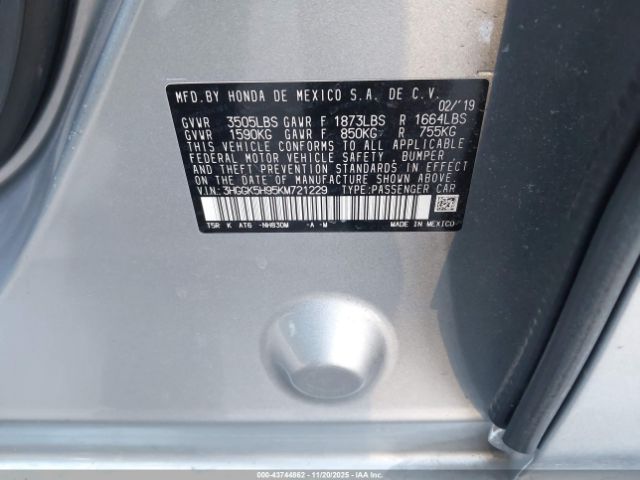 MFD.BY HONDA DE MEXICO S.A. DE C.V.
02/'19
GVWR 3505LBS GAWR F 1873LBS R 1664LBS
GVWR 1590KG GAWR F 850KG R 755KG
THIS VEHICLE CONFORMS TO ALL APPLICABLE
FEDERAL MOTOR VEHICLE SAFETY, BUMPER
AND THEFT PREVENTION STANDARDS IN EFFECT
ON THE DATE OF MANUFACTURE SHOWN ABOVE.
V.I.N.:3HGGK5H95KM721229 TYPE:PASSENGER CAR
T5R K AT6 -NH830M -A -M MADE IN MEXICO
000-43744862 - 11/20/2025 - IAAI.COM